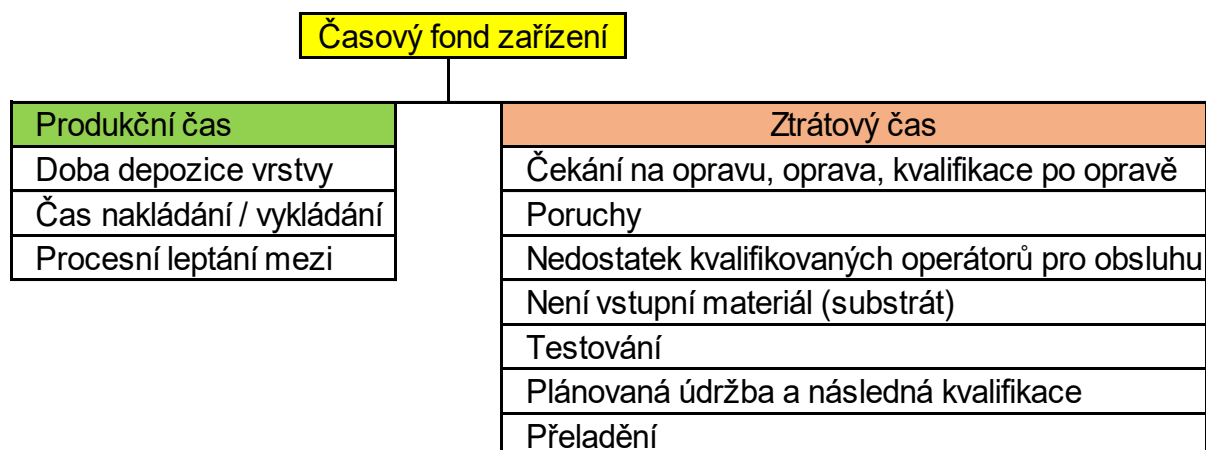 Časový fond zařízení
Produkční čas
Doba depozice vrstvy
Čas nakládání / vykládání
Procesní leptání mezi
Ztrátový čas
Čekání na opravu, oprava, kvalifikace po opravě
Poruchy
Nedostatek kvalifikovaných operátorů pro obsluhu
Není vstupní materiál (substrát)
Testování
Plánovaná údržba a následná kvalifikace
Přeladění